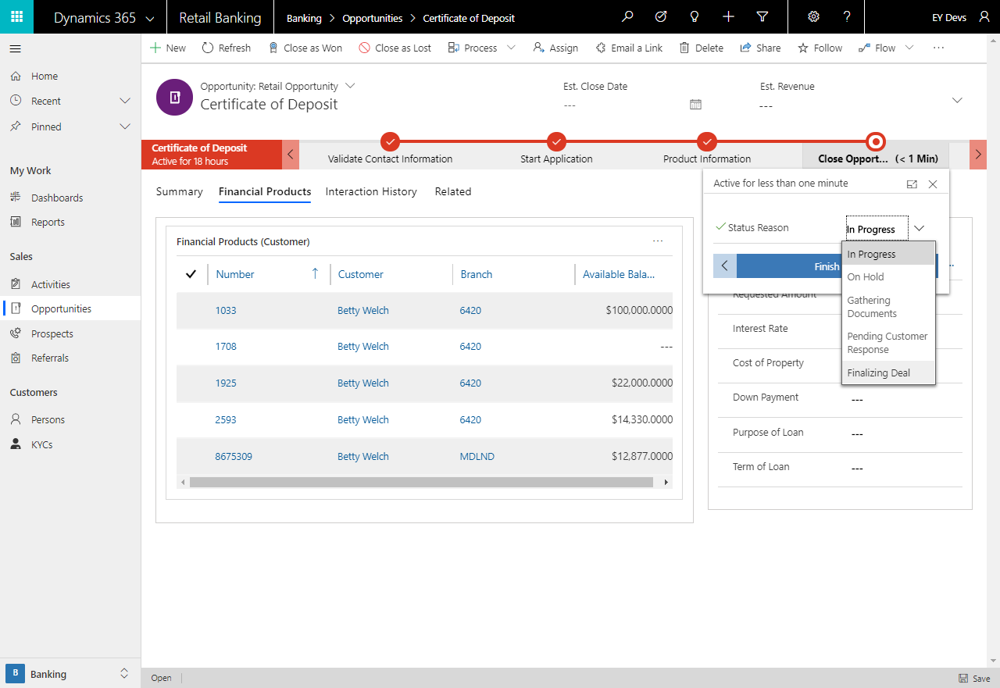 Dynamics 365
Retail Banking
Banking > Opportunities > Certificate of Deposit
EY Devs
New
Refresh
Close as Won
Close as Lost
Process
Assign
Email a Link
Delete
Share
Follow
Flow
Home
Recent
Pinned
My Work
Dashboards
Reports
Sales
Activities
Opportunities
Prospects
Referrals
Customers
Persons
KYCs
B Banking
Opportunity: Retail Opportunity
Certificate of Deposit
Est. Close Date
---
Est. Revenue
---
Certificate of Deposit
Active for 18 hours
Validate Contact Information
Start Application
Product Information
Close Opport... (< 1 Min)
Summary
Financial Products
Interaction History
Related
Active for less than one minute
Status Reason
In Progress
Finish
In Progress
On Hold
Gathering
Documents
Pending Customer
Response
Finalizing Deal
Financial Products (Customer)
Number Customer Branch Available Bala...
1033 Betty Welch 6420 $100,000.0000
1708 Betty Welch 6420 ---
1925 Betty Welch 6420 $22,000.0000
2593 Betty Welch 6420 $14,330.0000
8675309 Betty Welch MDLND $12,877.0000
Requested Amount
Interest Rate
Cost of Property
Down Payment ---
Purpose of Loan ---
Term of Loan ---
Open
Save